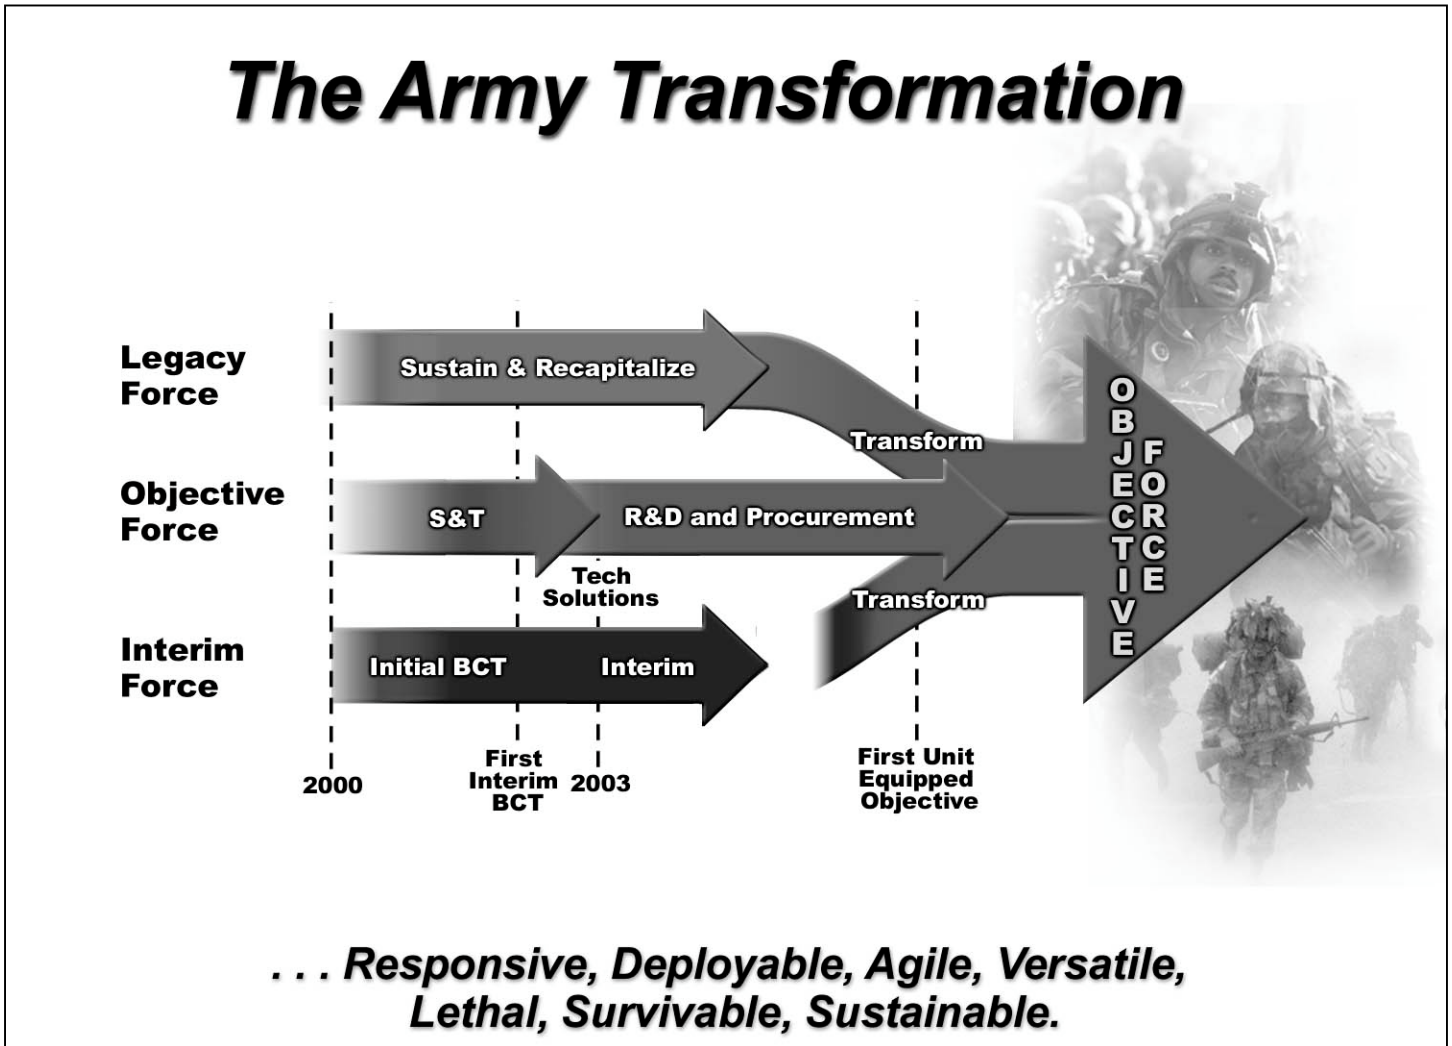 The Army Transformation
Legacy
Force
Sustain & Recapitalize
Transform
Objective
Force
S&T
R&D and Procurement
Tech
Solutions
Transform
Interim
Force
Initial BCT
Interim
OBJECTIVE
FORCE
2000
First
Interim
BCT
2003
First Unit
Equipped
Objective
. . . Responsive, Deployable, Agile, Versatile,
Lethal, Survivable, Sustainable.